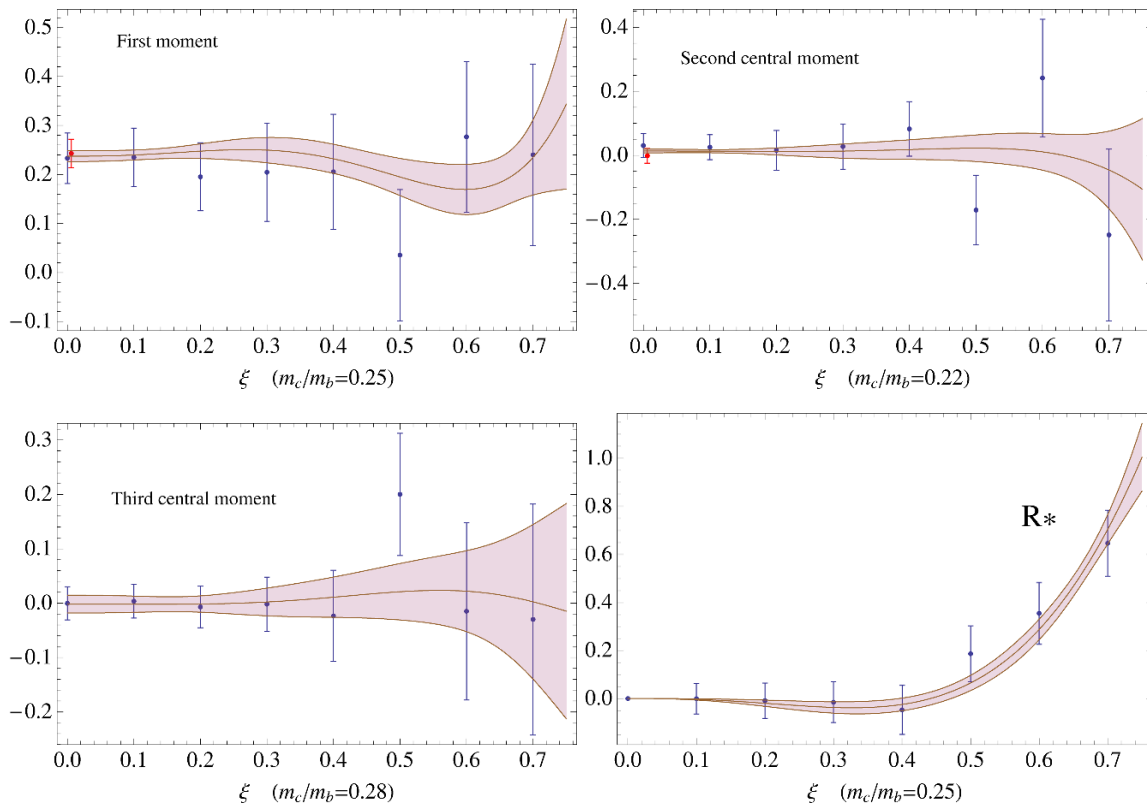 First moment
0.5
0.4
0.3
0.2
0.1
0.0
−0.1
0.0 0.1 0.2 0.3 0.4 0.5 0.6 0.7
ξ (m_c/m_b=0.25)
Second central moment
0.4
0.2
0.0
−0.2
−0.4
0.0 0.1 0.2 0.3 0.4 0.5 0.6 0.7
ξ (m_c/m_b=0.22)
Third central moment
0.3
0.2
0.1
0.0
−0.1
−0.2
0.0 0.1 0.2 0.3 0.4 0.5 0.6 0.7
ξ (m_c/m_b=0.28)
R*
1.0
0.8
0.6
0.4
0.2
0.0
0.0 0.1 0.2 0.3 0.4 0.5 0.6 0.7
ξ (m_c/m_b=0.25)